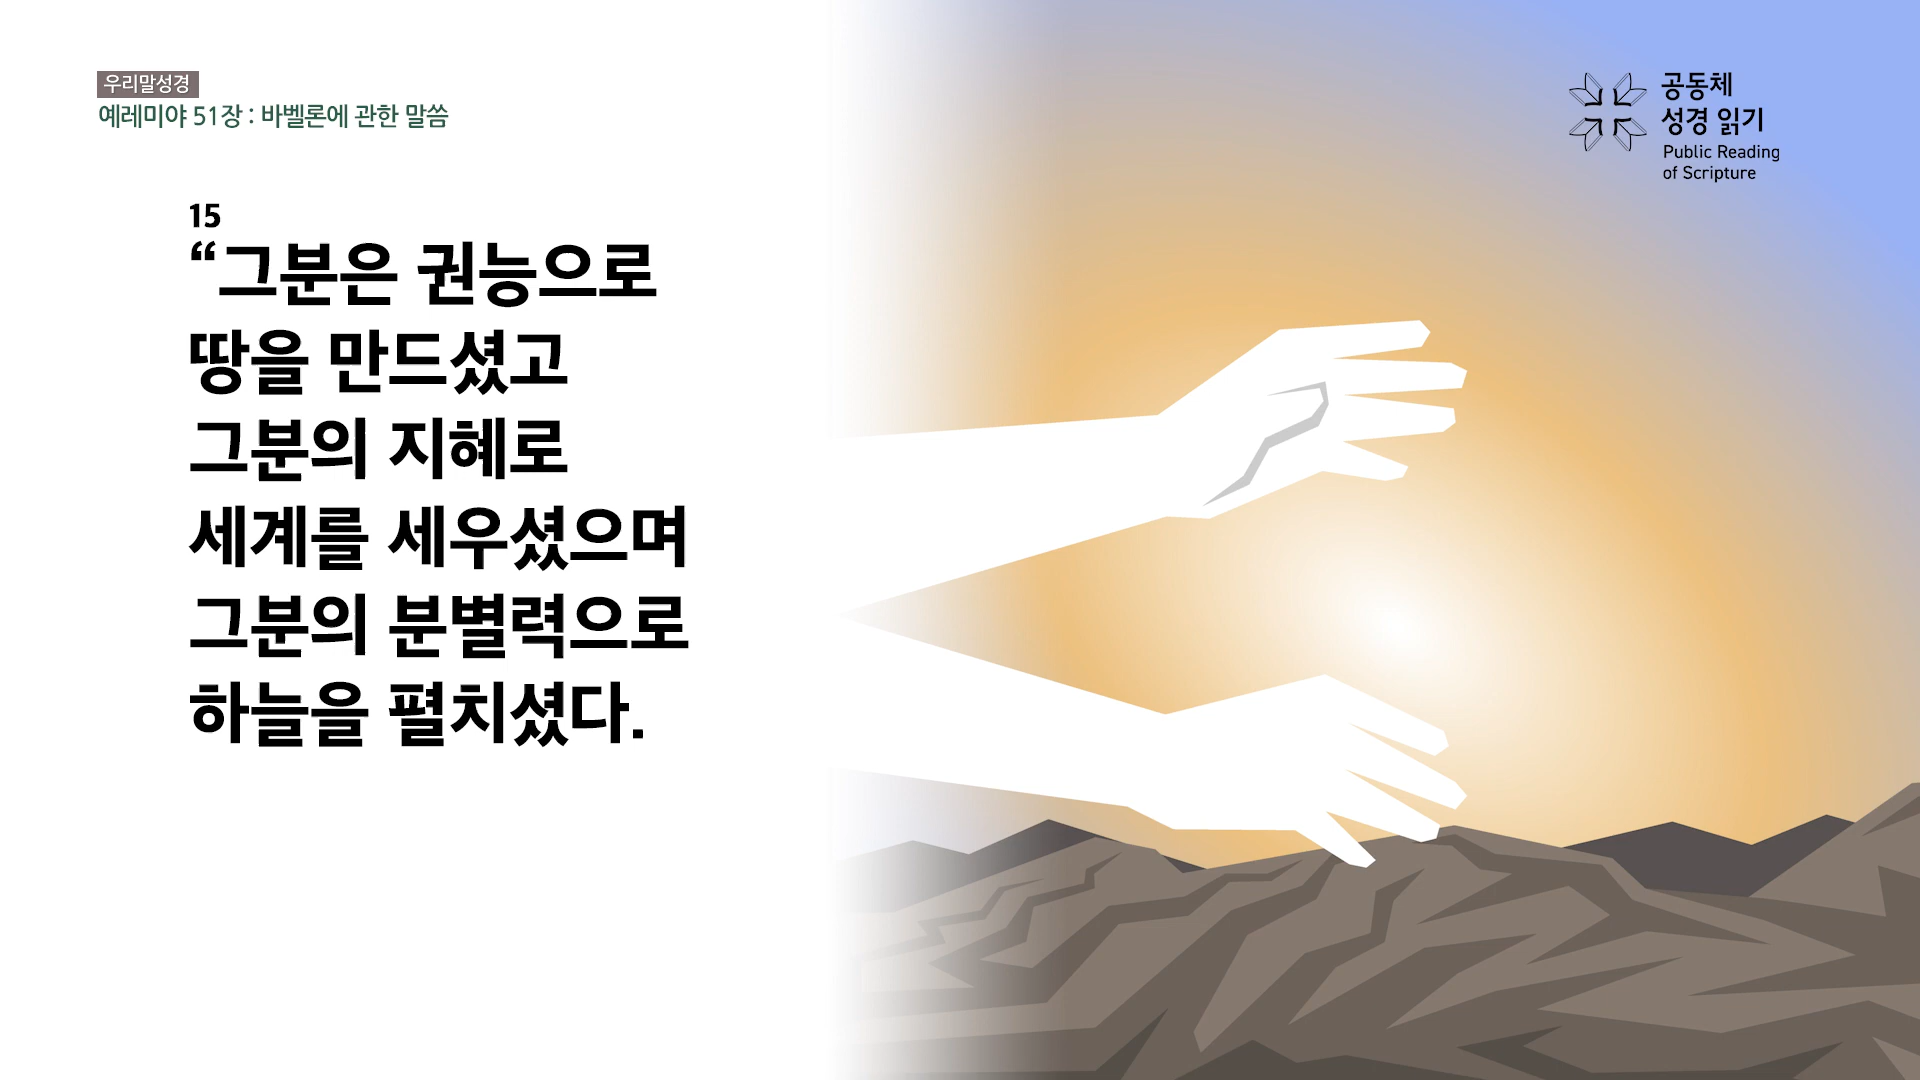 우리말성경
예레미야 51장 : 바벨론에 관한 말씀
공동체
성경 읽기
Public Reading
of Scripture
15
“그분은 권능으로
땅을 만드셨고
그분의 지혜로
세계를 세우셨으며
그분의 분별력으로
하늘을 펼치셨다.